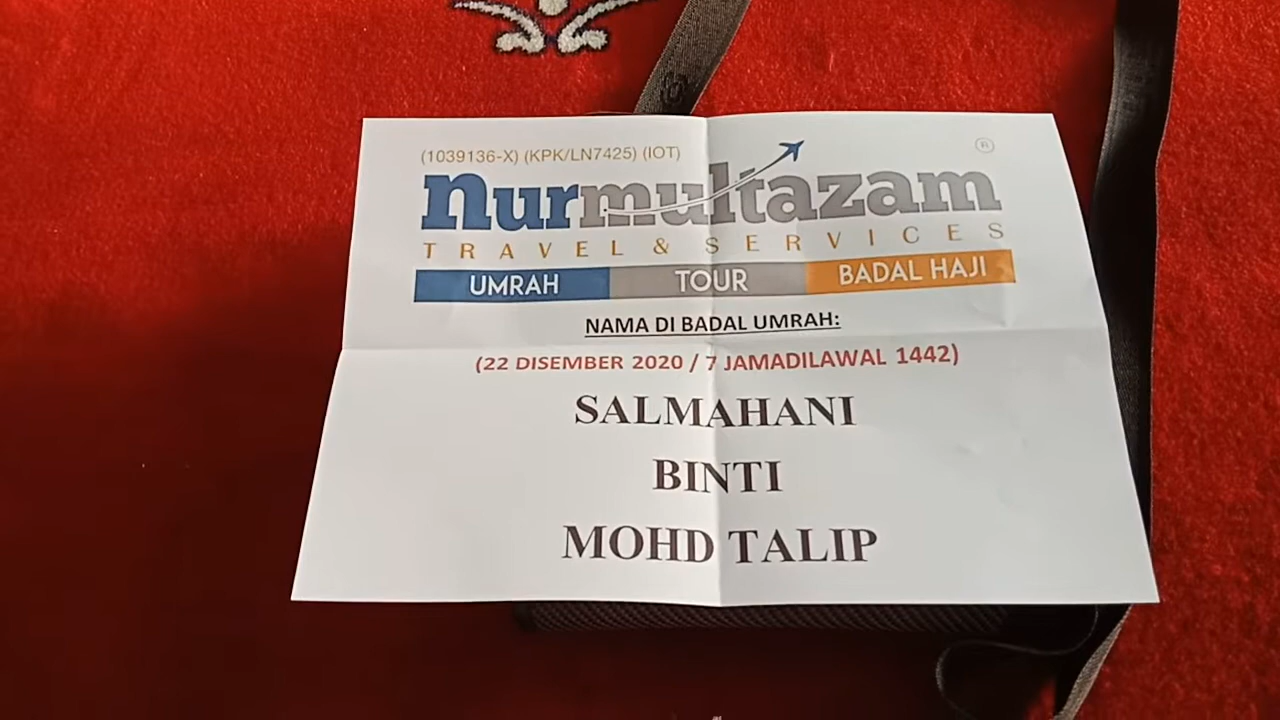 (1039136-X) (KPK/LN7425) (IOT)
nurmultazam ®
TRAVEL & SERVICES
UMRAH TOUR BADAL HAJI
NAMA DI BADAL UMRAH:
(22 DISEMBER 2020 / 7 JAMADILAWAL 1442)
SALMAHANI
BINTI
MOHD TALIP